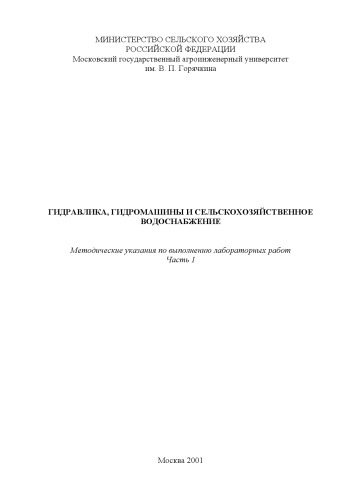 МИНИСТЕРСТВО СЕЛЬСКОГО ХОЗЯЙСТВА
РОССИЙСКОЙ ФЕДЕРАЦИИ
Московский государственный агроинженерный университет
им. В. П. Горячкина
ГИДРАВЛИКА, ГИДРОМАШИНЫ И СЕЛЬСКОХОЗЯЙСТВЕННОЕ
ВОДОСНАБЖЕНИЕ
Методические указания по выполнению лабораторных работ
Часть 1
Москва 2001